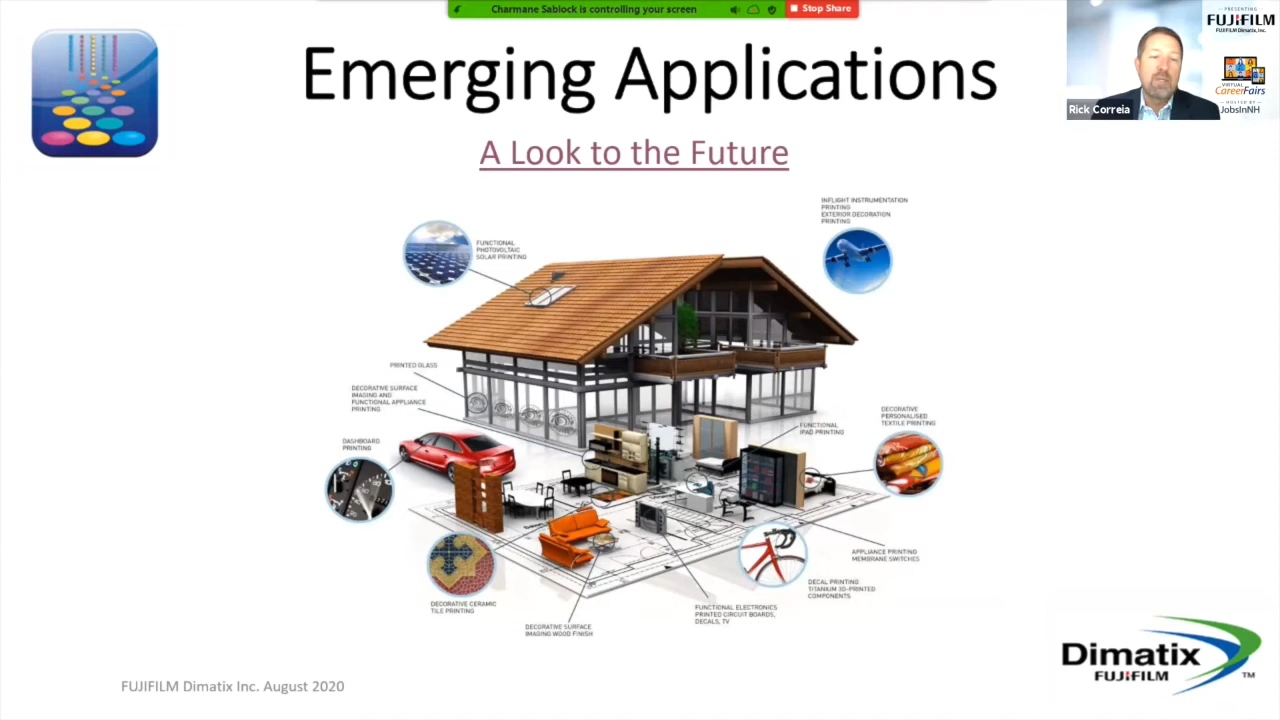 Charmane Sablock is controlling your screen
Stop Share
PRESENTING
FUJIFILM
FUJIFILM Dimatix, Inc.
VIRTUAL
CareerFairs
HOSTED BY
JobsInNH
Rick Correia
Emerging Applications
A Look to the Future
INFLIGHT INSTRUMENTATION
PRINTING
EXTERIOR DECORATION
PRINTING
FUNCTIONAL
PHOTOVOLTAIC
SOLAR PRINTING
PRINTED GLASS
DECORATIVE SURFACE
IMAGING AND
FUNCTIONAL APPLIANCE
PRINTING
DASHBOARD
PRINTING
FUNCTIONAL
IPAD PRINTING
DECORATIVE
PERSONALISED
TEXTILE PRINTING
APPLIANCE PRINTING
MEMBRANE SWITCHES
DECAL PRINTING
TITANIUM 3D-PRINTED
COMPONENTS
DECORATIVE CERAMIC
TILE PRINTING
DECORATIVE SURFACE
IMAGING WOOD FINISH
FUNCTIONAL ELECTRONICS
PRINTED CIRCUIT BOARDS,
DECALS, TV
FUJIFILM Dimatix Inc. August 2020
Dimatix
FUJIFILM
TM